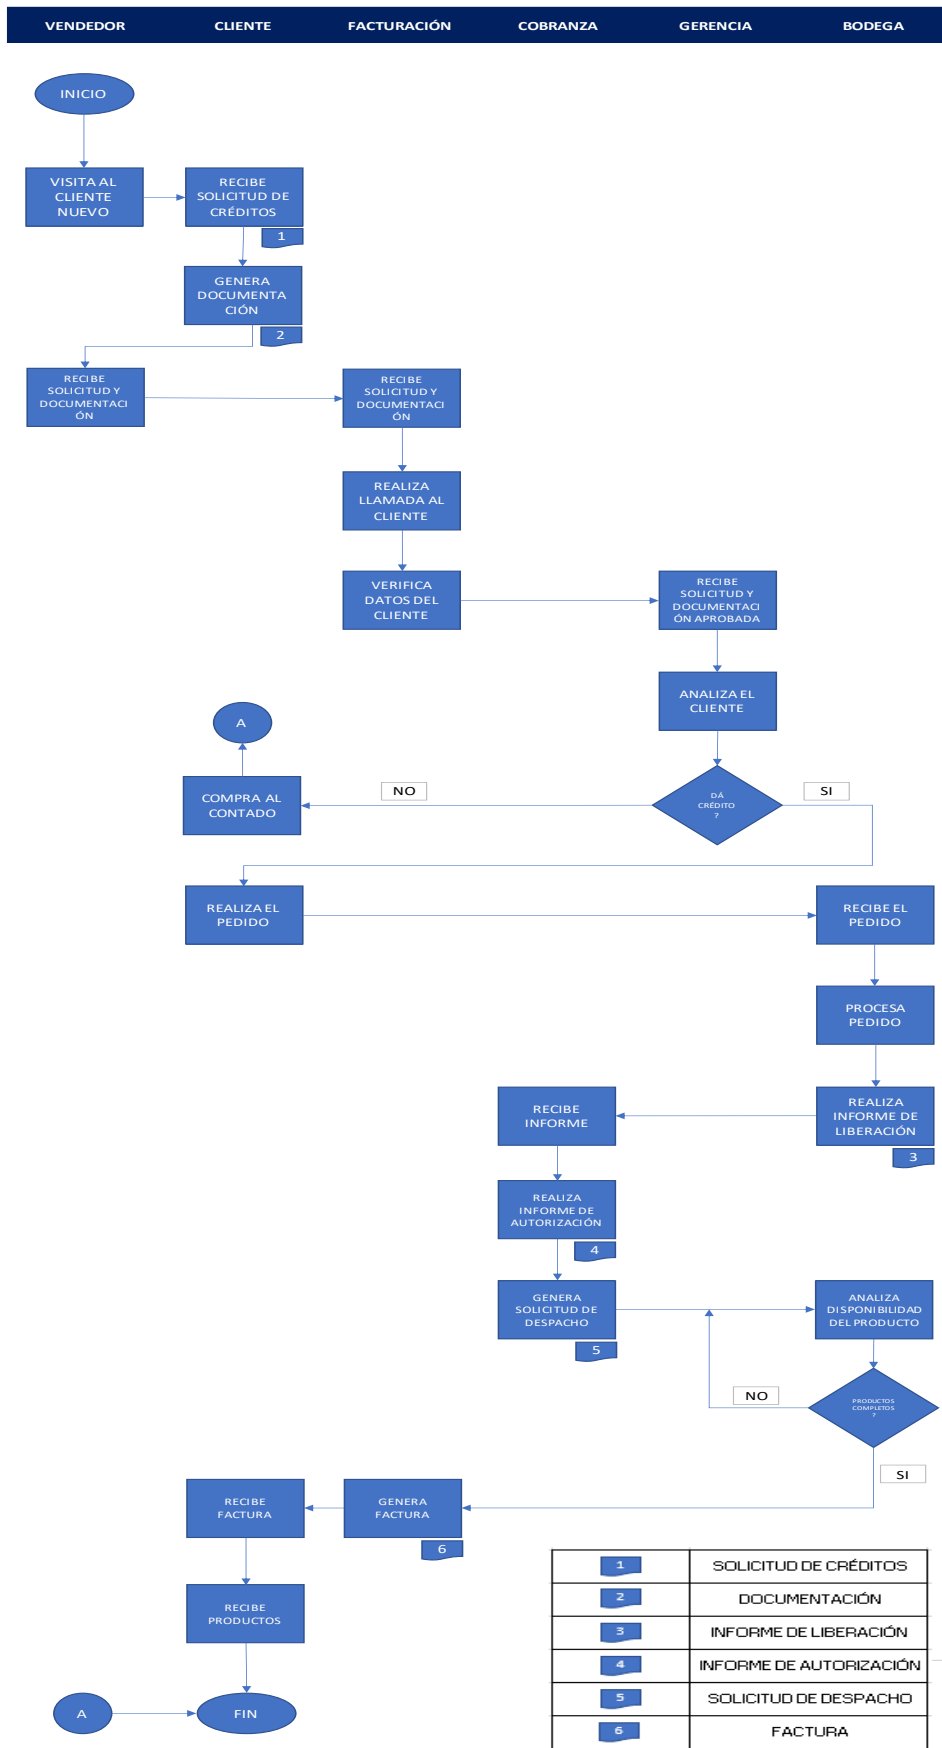 VENDEDOR CLIENTE FACTURACIÓN COBRANZA GERENCIA BODEGA
INICIO
VISITA AL
CLIENTE
NUEVO
RECIBE
SOLICITUD DE
CRÉDITOS
1
GENERA
DOCUMENTA
CIÓN
2
RECIBE
SOLICITUD Y
DOCUMENTACI
ÓN
RECIBE
SOLICITUD Y
DOCUMENTACI
ÓN
REALIZA
LLAMADA AL
CLIENTE
VERIFICA
DATOS DEL
CLIENTE
RECIBE
SOLICITUD Y
DOCUMENTACI
ÓN APROBADA
ANALIZA EL
CLIENTE
A
DÁ
CRÉDITO
?
NO
SI
COMPRA AL
CONTADO
REALIZA EL
PEDIDO
RECIBE EL
PEDIDO
PROCESA
PEDIDO
REALIZA
INFORME DE
LIBERACIÓN
3
RECIBE
INFORME
REALIZA
INFORME DE
AUTORIZACIÓN
4
GENERA
SOLICITUD DE
DESPACHO
5
ANALIZA
DISPONIBILIDAD
DEL PRODUCTO
PRODUCTOS
COMPLETOS
?
NO
SI
GENERA
FACTURA
6
RECIBE
FACTURA
RECIBE
PRODUCTOS
A
FIN
1 SOLICITUD DE CRÉDITOS
2 DOCUMENTACIÓN
3 INFORME DE LIBERACIÓN
4 INFORME DE AUTORIZACIÓN
5 SOLICITUD DE DESPACHO
6 FACTURA